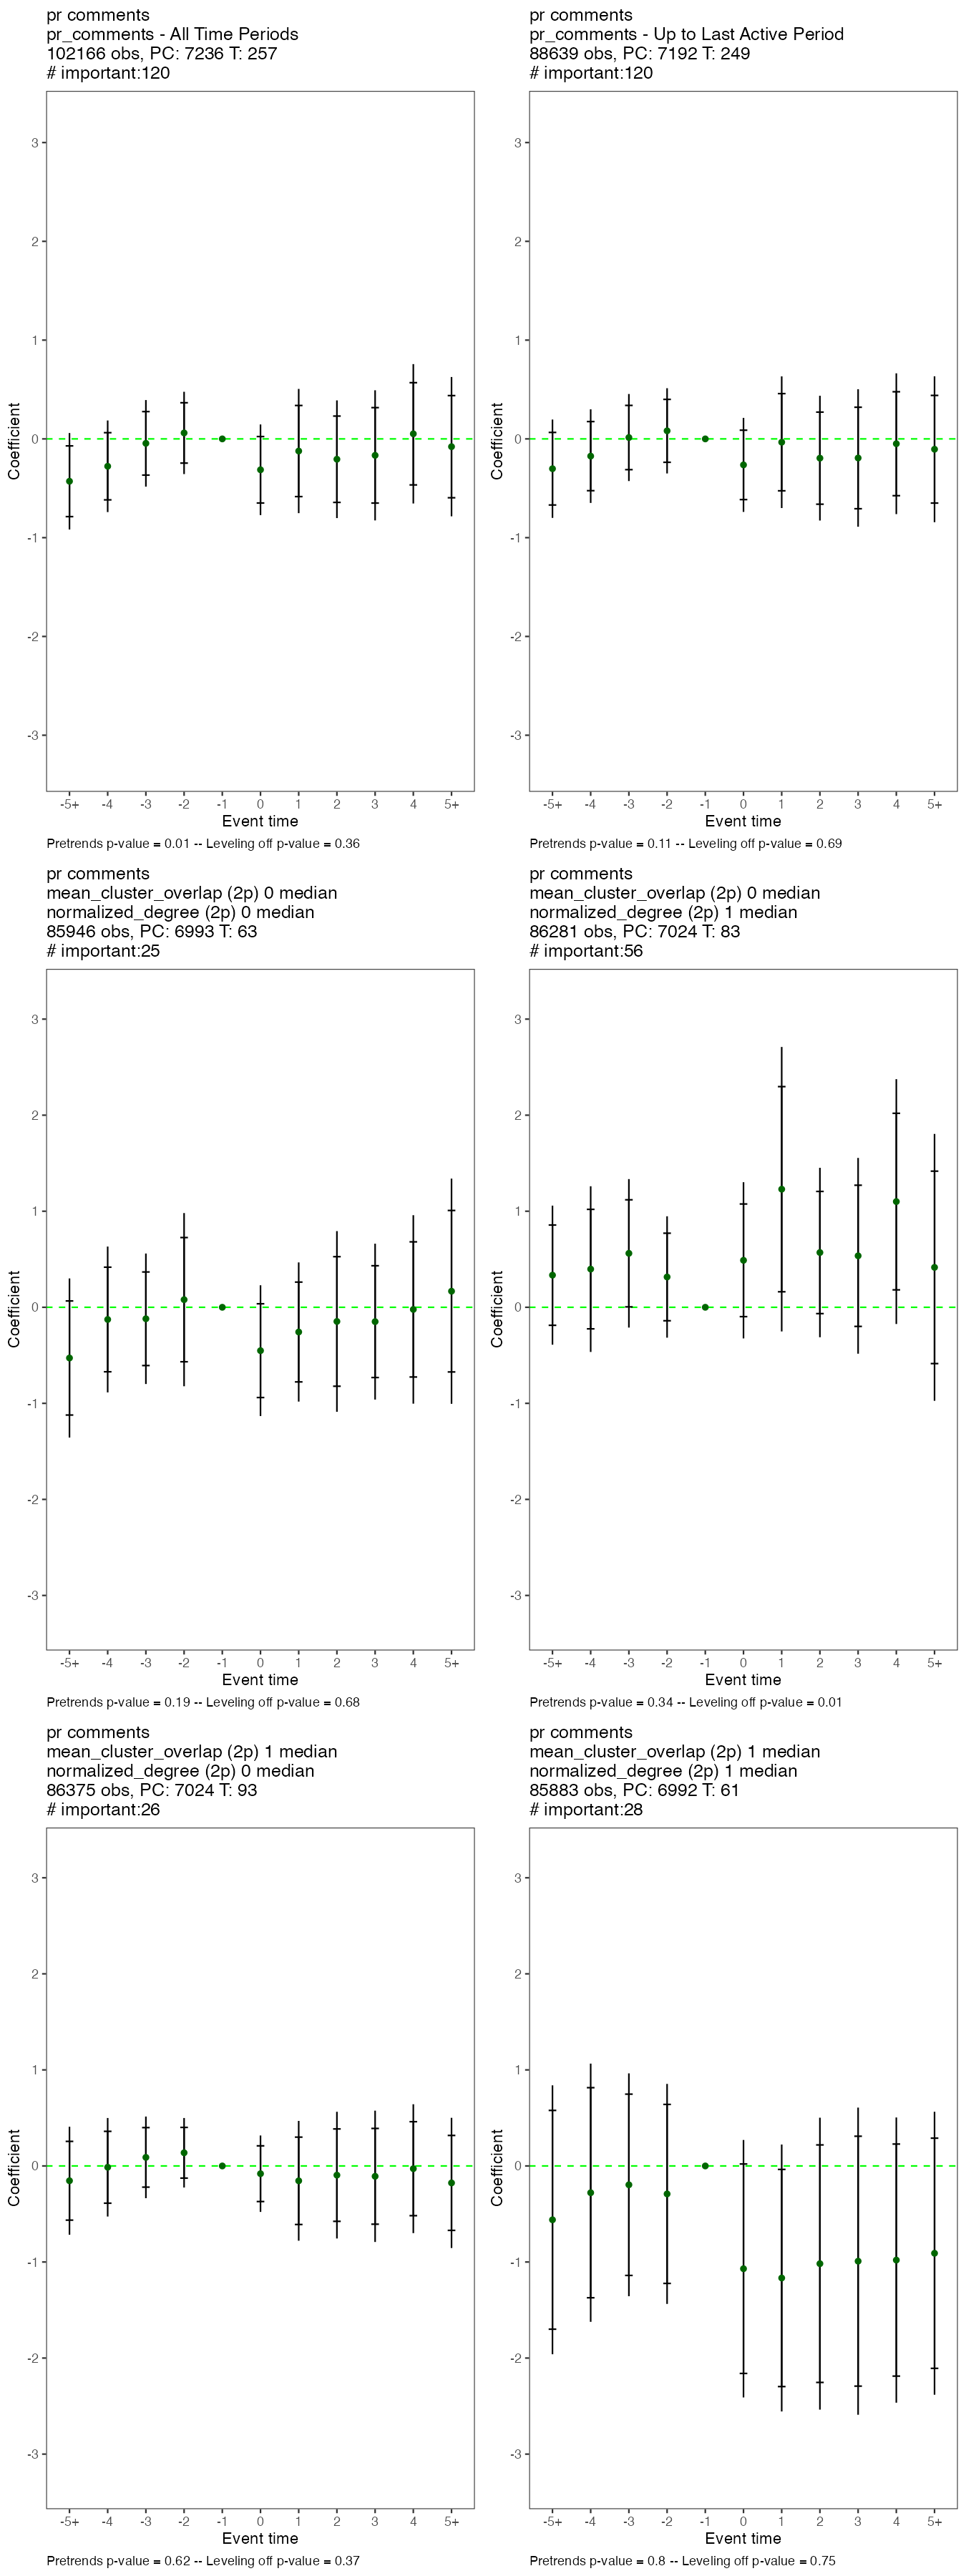 pr comments
pr_comments - All Time Periods
102166 obs, PC: 7236 T: 257
# important:120
Coefficient
3
2
1
0
-1
-2
-3
-5+ -4 -3 -2 -1 0 1 2 3 4 5+
Event time
Pretrends p-value = 0.01 -- Leveling off p-value = 0.36
pr comments
pr_comments - Up to Last Active Period
88639 obs, PC: 7192 T: 249
# important:120
Coefficient
3
2
1
0
-1
-2
-3
-5+ -4 -3 -2 -1 0 1 2 3 4 5+
Event time
Pretrends p-value = 0.11 -- Leveling off p-value = 0.69
pr comments
mean_cluster_overlap (2p) 0 median
normalized_degree (2p) 0 median
85946 obs, PC: 6993 T: 63
# important:25
Coefficient
3
2
1
0
-1
-2
-3
-5+ -4 -3 -2 -1 0 1 2 3 4 5+
Event time
Pretrends p-value = 0.19 -- Leveling off p-value = 0.68
pr comments
mean_cluster_overlap (2p) 0 median
normalized_degree (2p) 1 median
86281 obs, PC: 7024 T: 83
# important:56
Coefficient
3
2
1
0
-1
-2
-3
-5+ -4 -3 -2 -1 0 1 2 3 4 5+
Event time
Pretrends p-value = 0.34 -- Leveling off p-value = 0.01
pr comments
mean_cluster_overlap (2p) 1 median
normalized_degree (2p) 0 median
86375 obs, PC: 7024 T: 93
# important:26
Coefficient
3
2
1
0
-1
-2
-3
-5+ -4 -3 -2 -1 0 1 2 3 4 5+
Event time
Pretrends p-value = 0.62 -- Leveling off p-value = 0.37
pr comments
mean_cluster_overlap (2p) 1 median
normalized_degree (2p) 1 median
85883 obs, PC: 6992 T: 61
# important:28
Coefficient
3
2
1
0
-1
-2
-3
-5+ -4 -3 -2 -1 0 1 2 3 4 5+
Event time
Pretrends p-value = 0.8 -- Leveling off p-value = 0.75